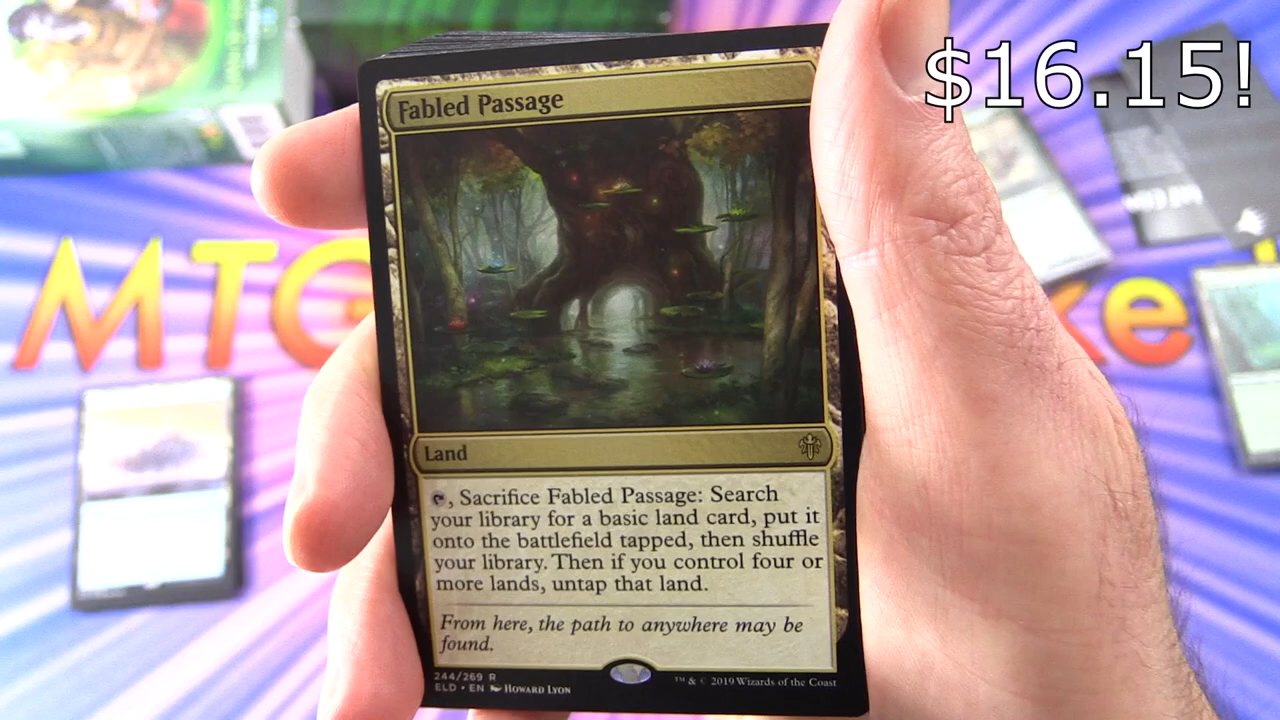 $16.15!
Fabled Passage
MTG
ke
Land
, Sacrifice Fabled Passage: Search
your library for a basic land card, put it
onto the battlefield tapped, then shuffle
your library. Then if you control four or
more lands, untap that land.
From here, the path to anywhere may be
found.
244/269 R
ELD • EN Howard Lyon
™ & © 2019 Wizards of the Coast